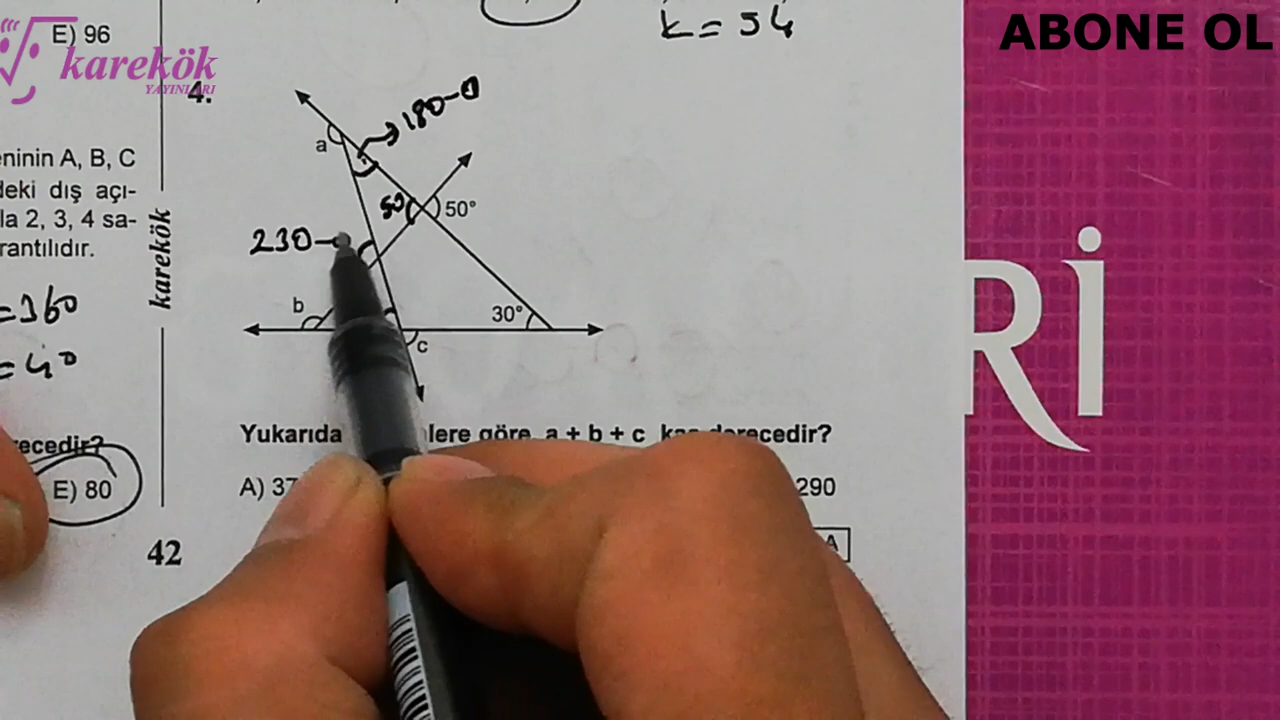 ABONE OL
E) 96
karekök
YAYINLARI
K = 54
4.
180-a
a
50
50°
230-
b
30°
c
eninin A, B, C
deki dış açı-
la 2, 3, 4 sa-
rantılıdır.
=360
= 40
recedir?
E) 80
karekök
42
Yukarıda lere göre a + b + c derecedir?
A) 37
290
A
Rİ